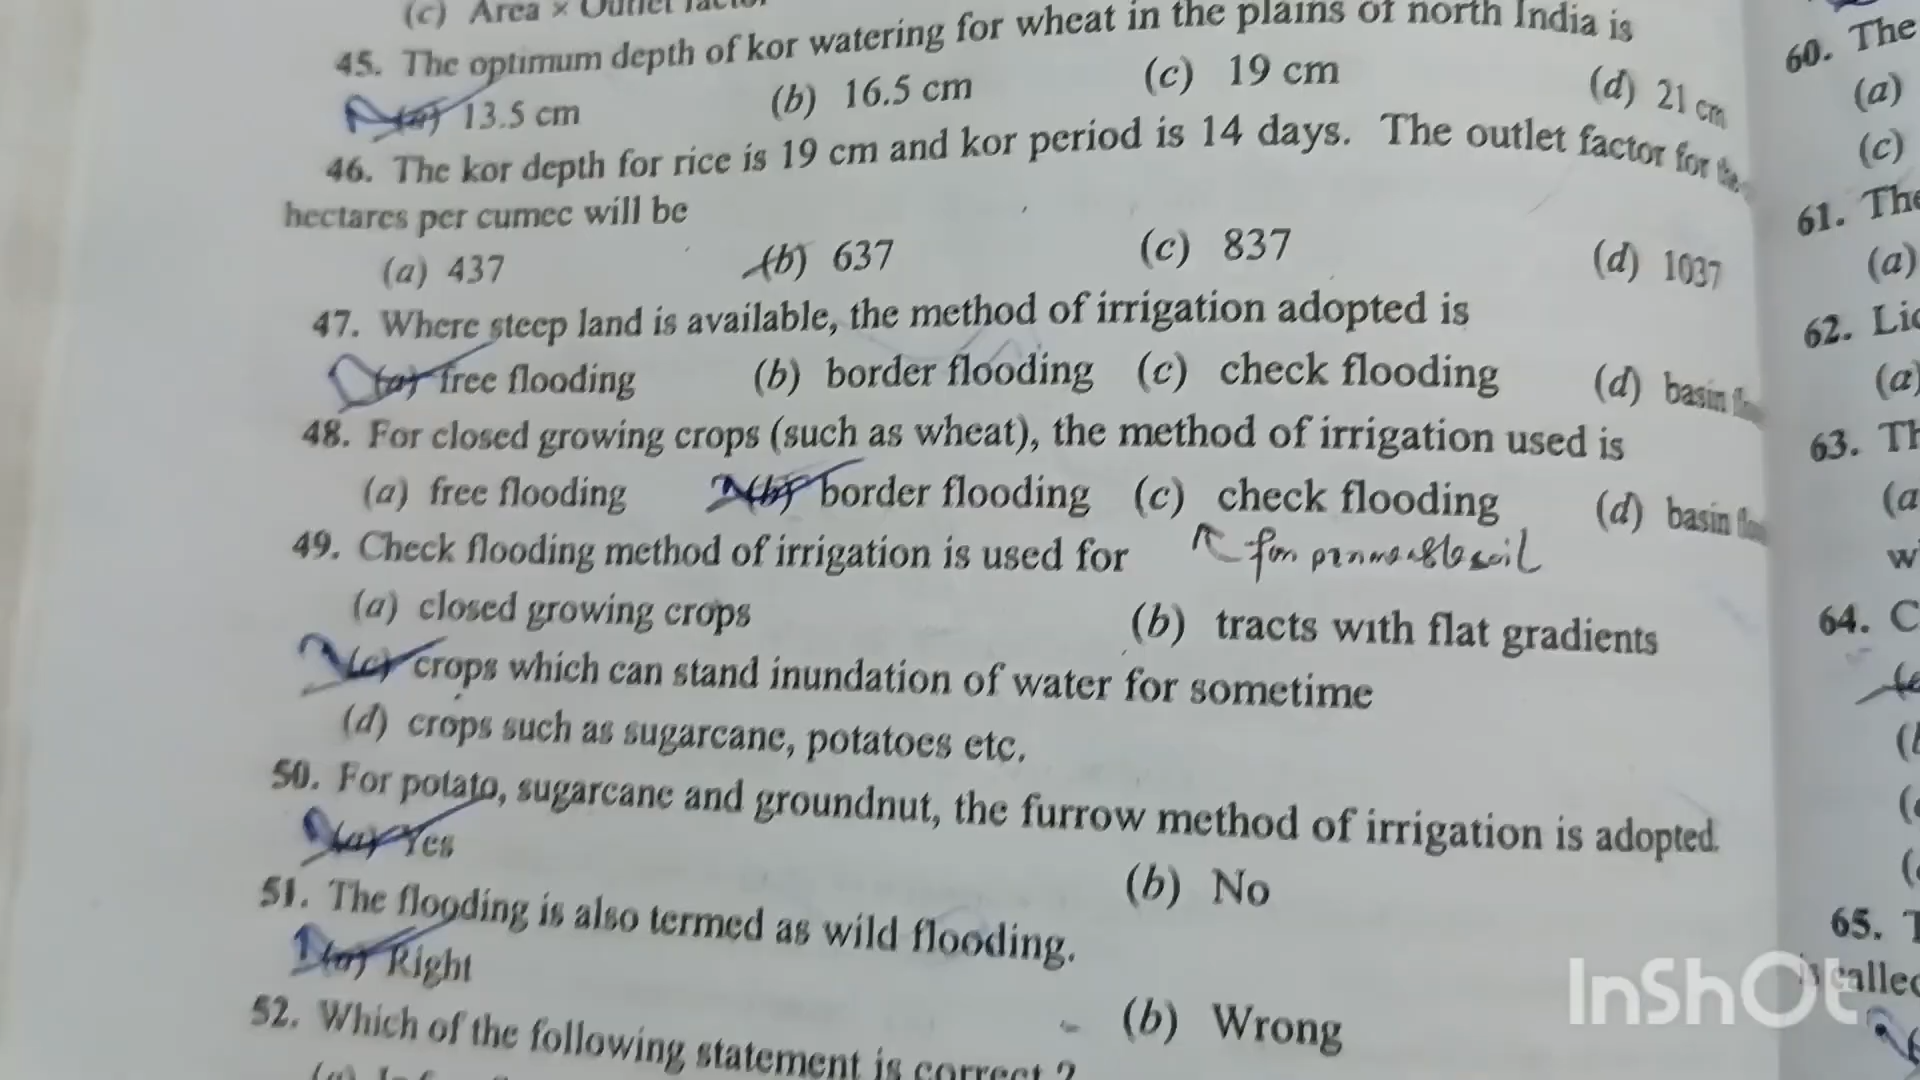 (c) Area × Outlet factor
45. The optimum depth of kor watering for wheat in the plains of north India is
(a) 13.5 cm (b) 16.5 cm (c) 19 cm (d) 21 cm
46. The kor depth for rice is 19 cm and kor period is 14 days. The outlet factor for
hectares per cumec will be
(a) 437 (b) 637 (c) 837 (d) 1037
47. Where steep land is available, the method of irrigation adopted is
(a) free flooding (b) border flooding (c) check flooding (d) basin
48. For closed growing crops (such as wheat), the method of irrigation used is
(a) free flooding (b) border flooding (c) check flooding (d) basin
49. Check flooding method of irrigation is used for
for soil
(a) closed growing crops (b) tracts with flat gradients
(c) crops which can stand inundation of water for sometime
(d) crops such as sugarcane, potatoes etc.
50. For potato, sugarcane and groundnut, the furrow method of irrigation is adopted.
(a) Yes (b) No
51. The flooding is also termed as wild flooding.
(a) Right (b) Wrong
52. Which of the following statement is correct ?
60. The
(a)
(c)
61. The
(a)
62.
(a)
63.
(a
64. C
65.
is called
InShOt